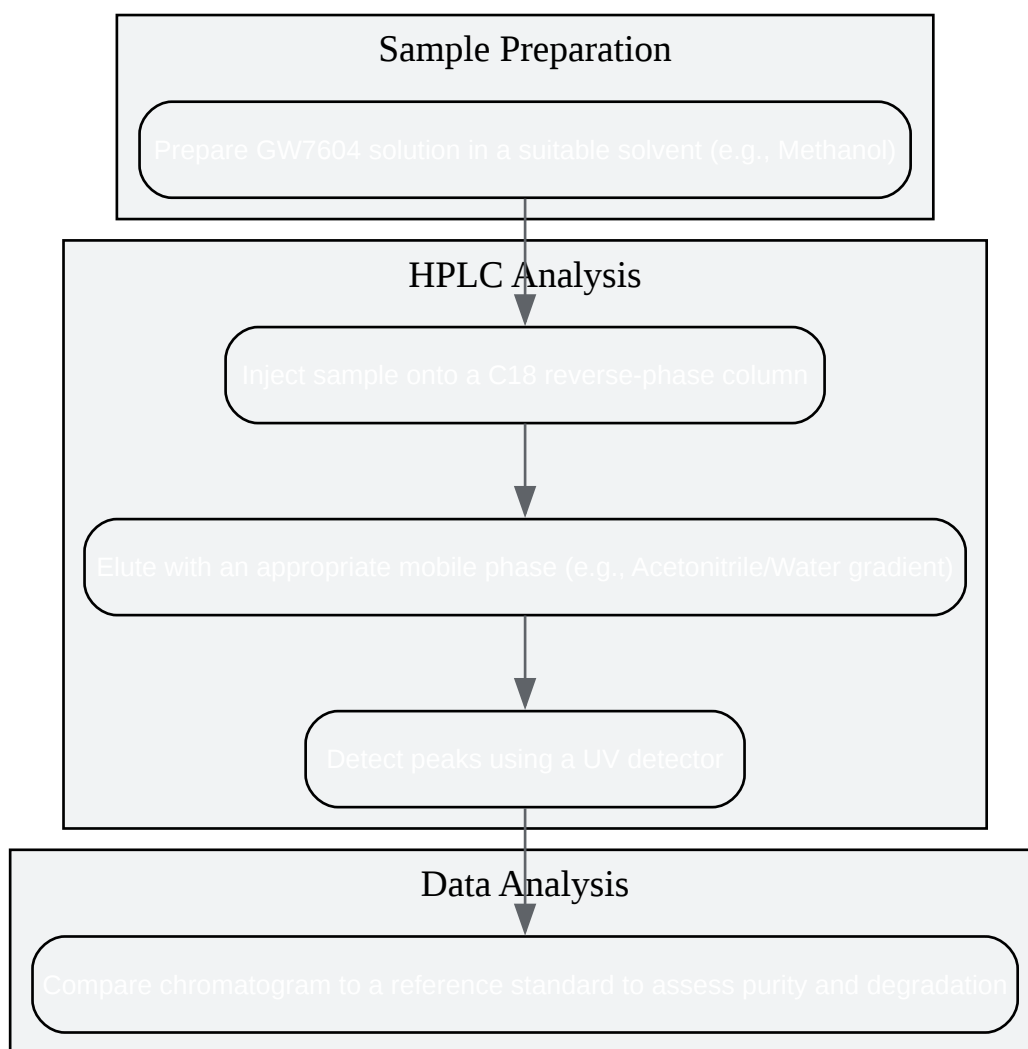 Sample Preparation
Prepare GW7604 solution in a suitable solvent (e.g., Methanol)
HPLC Analysis
Inject sample onto a C18 reverse-phase column
Elute with an appropriate mobile phase (e.g., Acetonitrile/Water gradient)
Detect peaks using a UV detector
Data Analysis
Compare chromatogram to a reference standard to assess purity and degradation